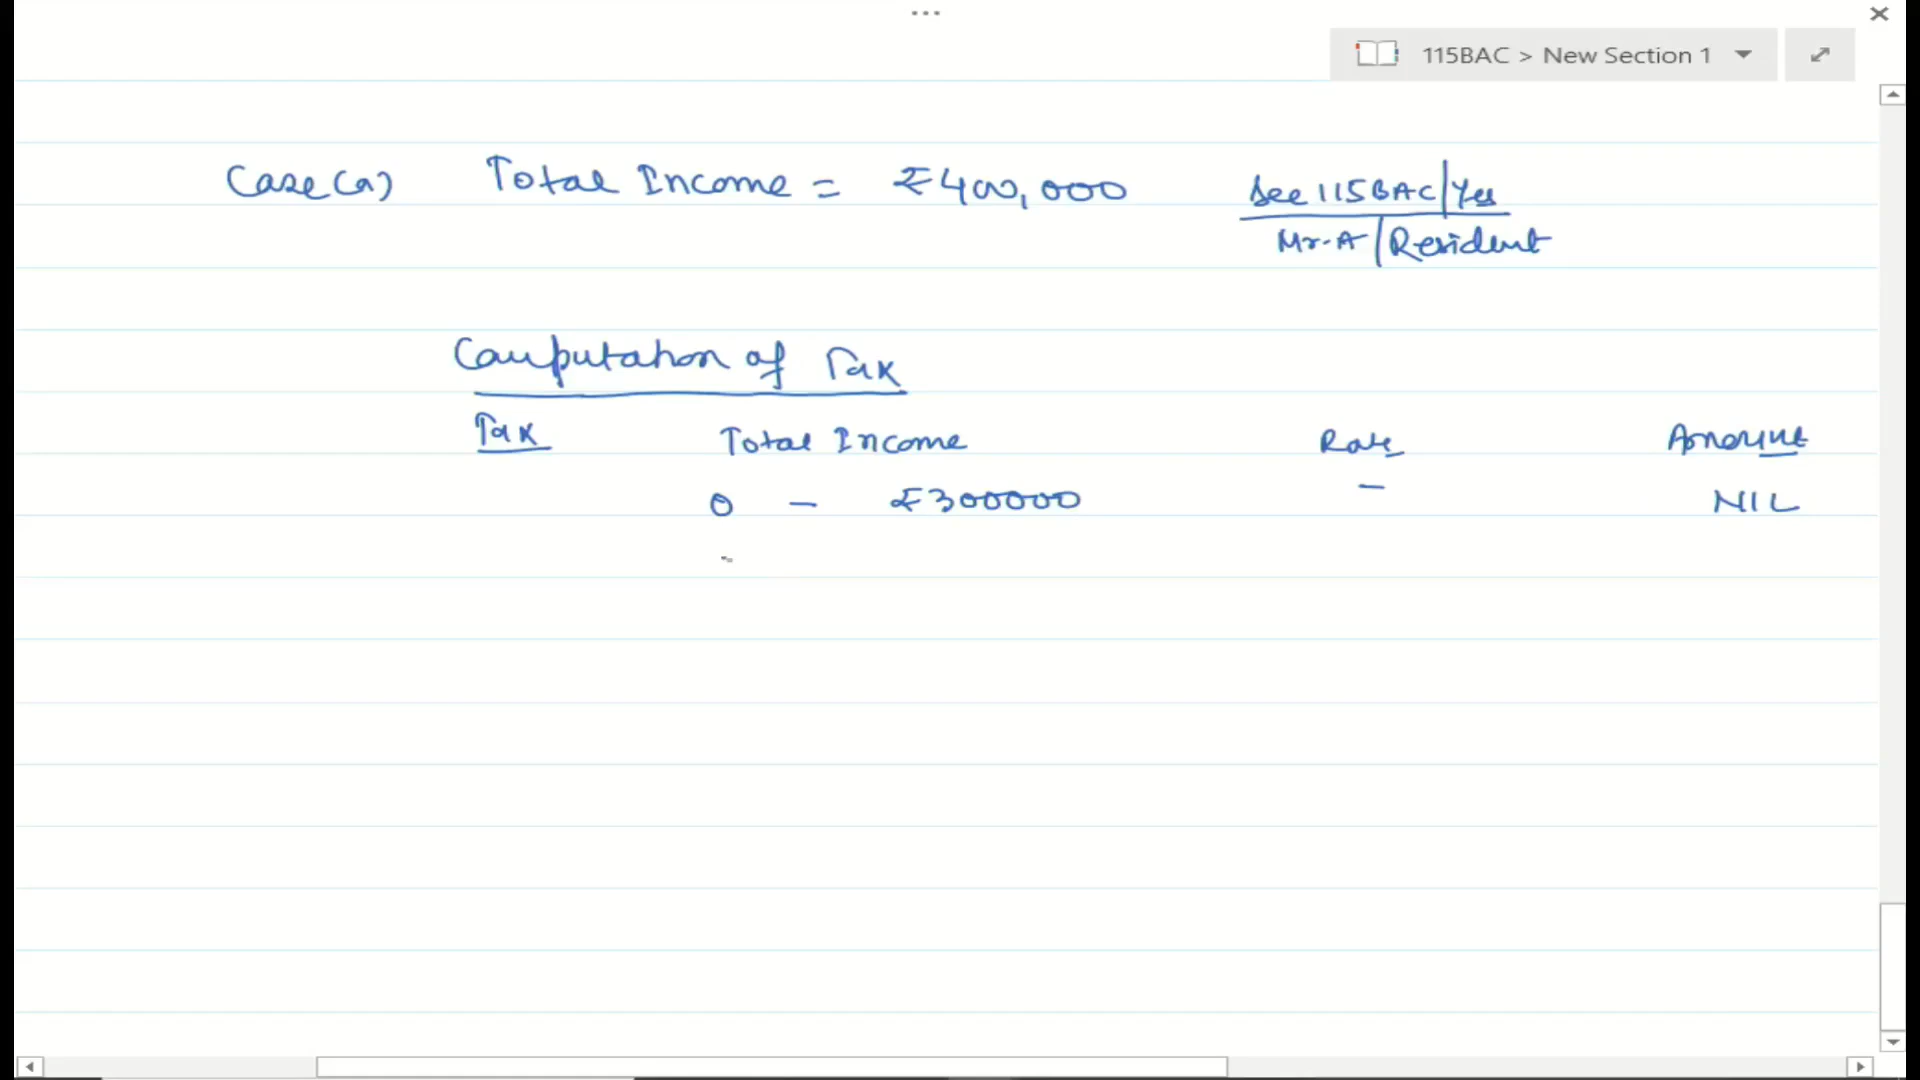 ...
115BAC > New Section 1
Case (a) Total Income = ₹400,000 See 115BAC/Yes
Mr. A/Resident
Computation of Tax
Tax Total Income Rate Amount
0 - ₹300000 - NIL